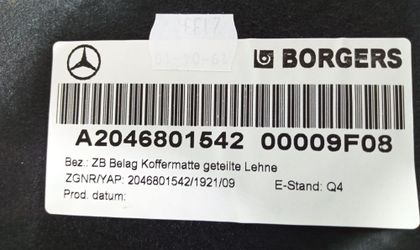 BORGERS
A2046801542 00009F08
Bez.: ZB Belag Koffermatte geteilte Lehne
ZGNR/YAP: 2046801542/1921/09 E-Stand: Q4
Prod. datum: